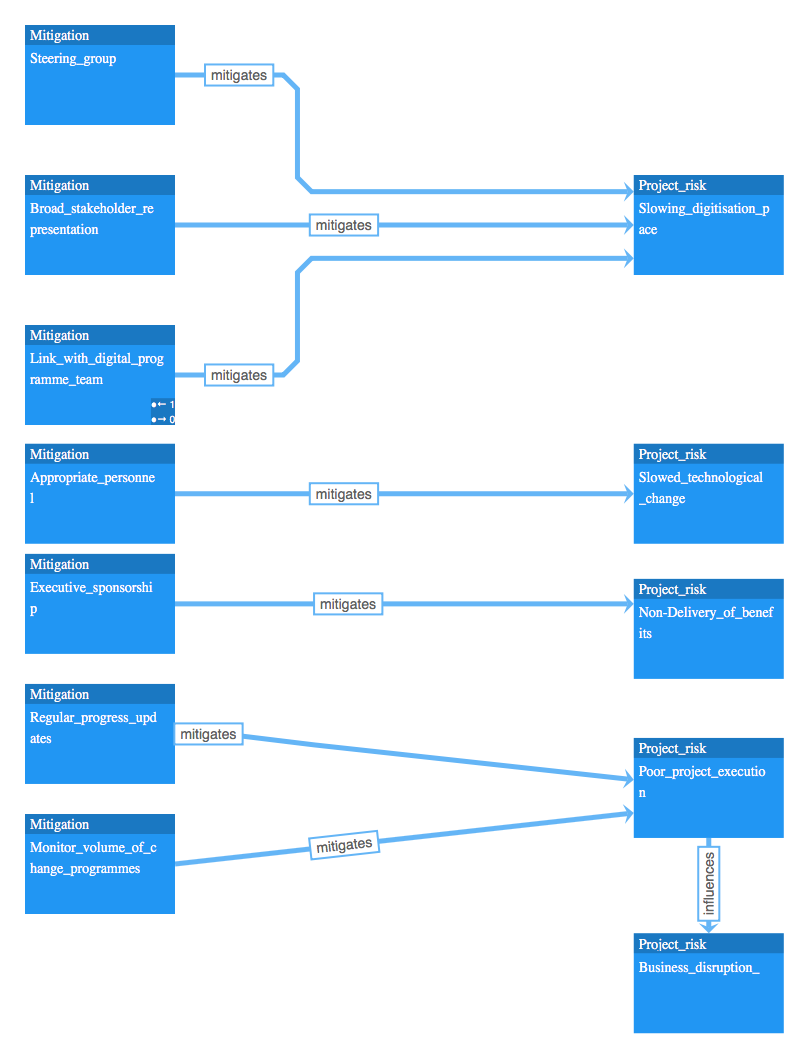 Mitigation
Steering_group
mitigates
Mitigation
Broad_stakeholder_re
presentation
mitigates
Project_risk
Slowing_digitisation_p
ace
Mitigation
Link_with_digital_prog
ramme_team
← 1
→ 0
mitigates
Mitigation
Appropriate_personne
l
mitigates
Project_risk
Slowed_technological
_change
Mitigation
Executive_sponsorshi
p
mitigates
Project_risk
Non-Delivery_of_benef
its
Mitigation
Regular_progress_upd
ates
mitigates
Project_risk
Poor_project_executio
n
Mitigation
Monitor_volume_of_c
hange_programmes
mitigates
influences
Project_risk
Business_disruption_